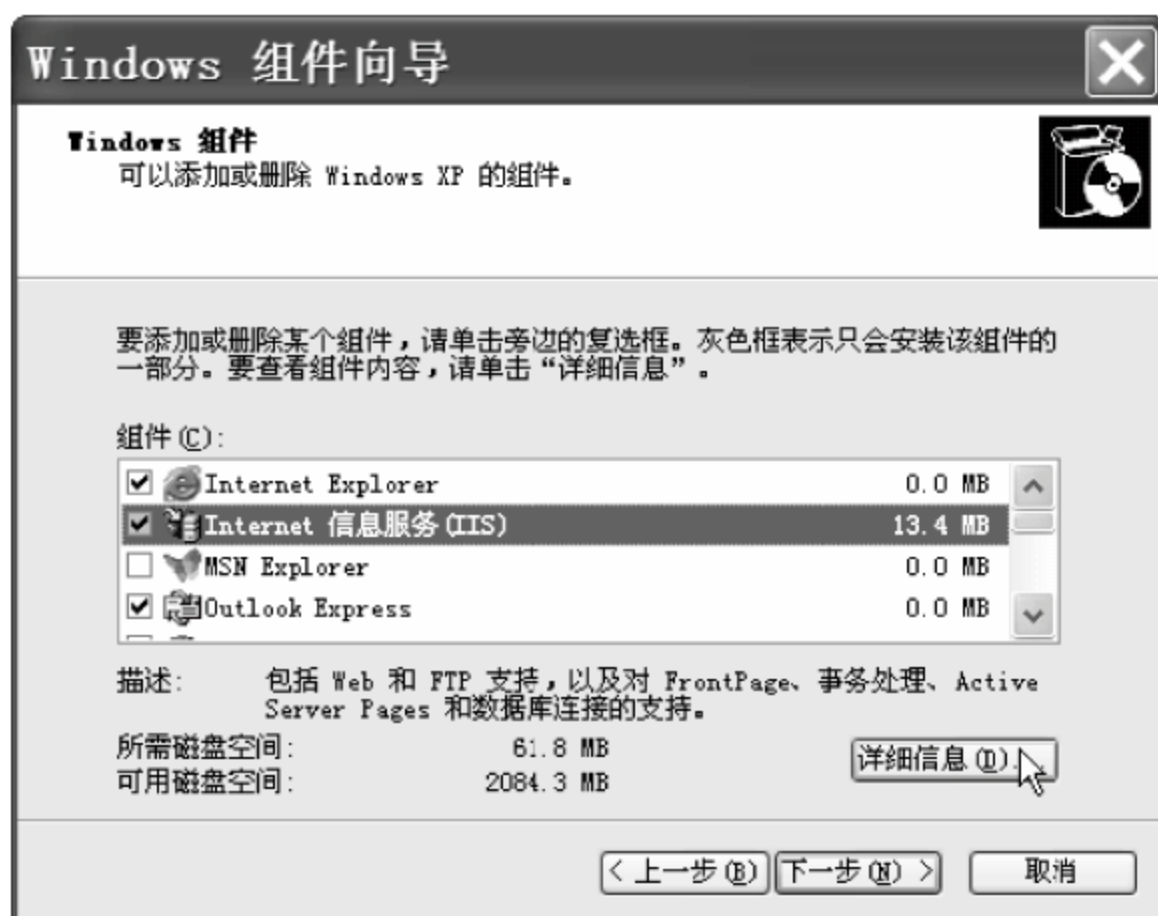 Windows 组件向导
Windows 组件
可以添加或删除 Windows XP 的组件。
要添加或删除某个组件，请单击旁边的复选框。灰色框表示只会安装该组件的
一部分。要查看组件内容，请单击“详细信息”。
组件(C):
Internet Explorer 0.0 MB
Internet 信息服务(IIS) 13.4 MB
MSN Explorer 0.0 MB
Outlook Express 0.0 MB
描述: 包括 Web 和 FTP 支持，以及对 FrontPage、事务处理、Active
Server Pages 和数据库连接的支持。
所需磁盘空间: 61.8 MB
可用磁盘空间: 2084.3 MB
详细信息(D)...
< 上一步(B) 下一步(N) > 取消